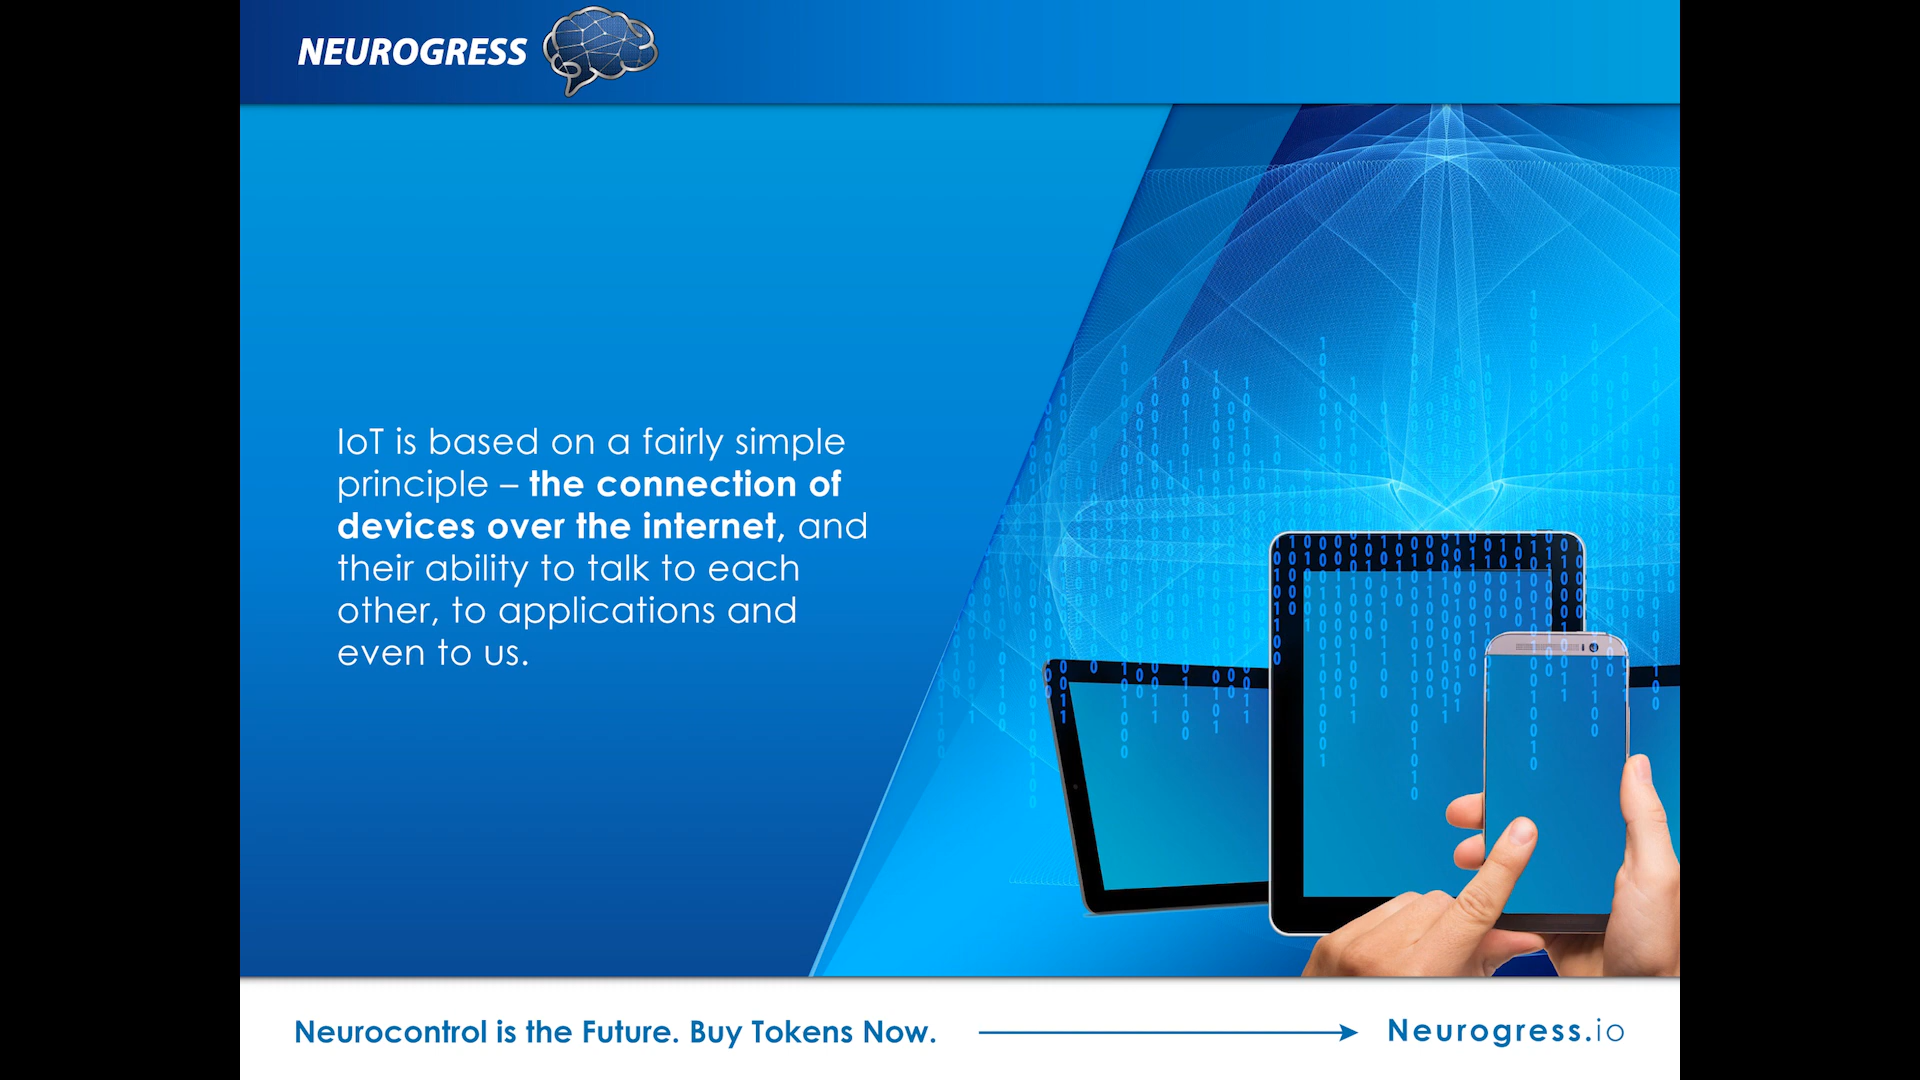 NEUROGRESS
IoT is based on a fairly simple
principle – the connection of
devices over the internet, and
their ability to talk to each
other, to applications and
even to us.
Neurocontrol is the Future. Buy Tokens Now.
Neurogress.io